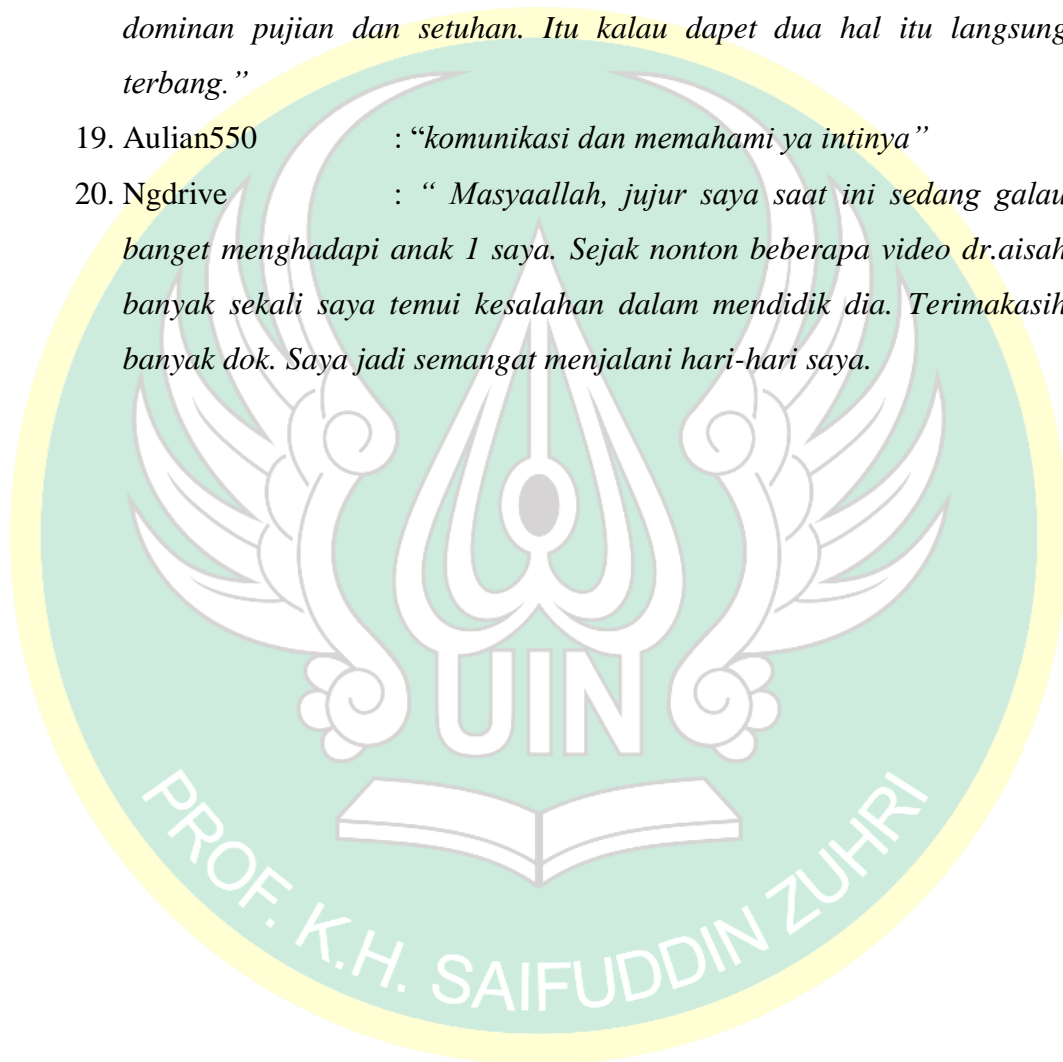 dominan pujian dan setuhan. Itu kalau dapet dua hal itu langsung
terbang.”
19. Aulian550 : “komunikasi dan memahami ya intinya”
20. Ngdrive : “ Masyaallah, jujur saya saat ini sedang galau
banget menghadapi anak 1 saya. Sejak nonton beberapa video dr.aisah
banyak sekali saya temui kesalahan dalam mendidik dia. Terimakasih
banyak dok. Saya jadi semangat menjalani hari-hari saya.
UIN
PROF. K.H. SAIFUDDIN ZUHRI